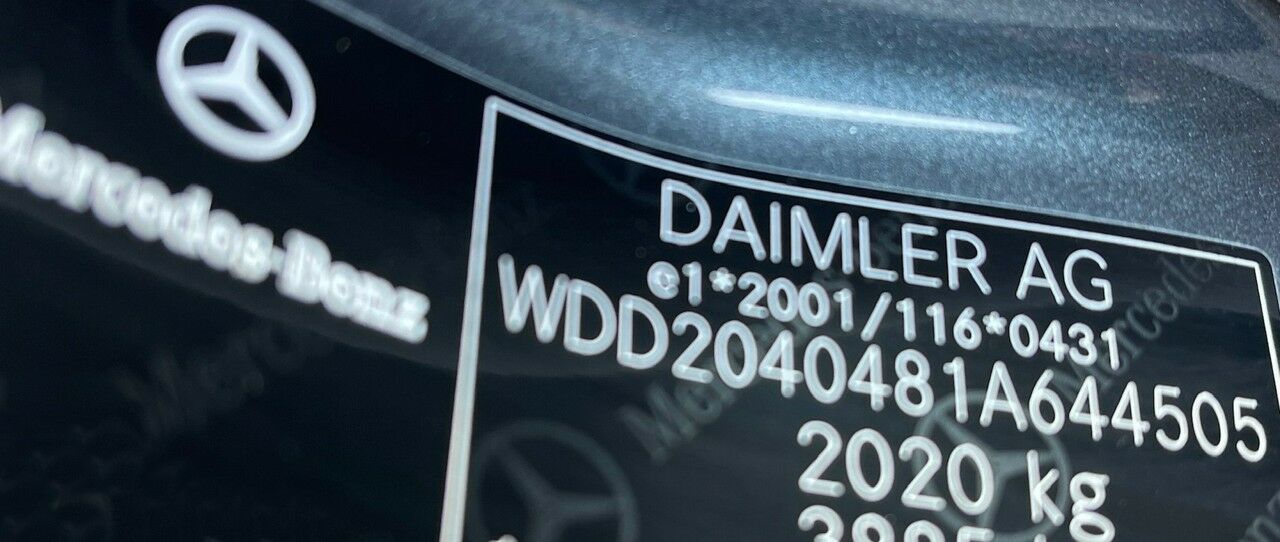 Mercedes-Benz
DAIMLER AG
e1*2001/116*0431
WDD2040481A644505
2020 kg